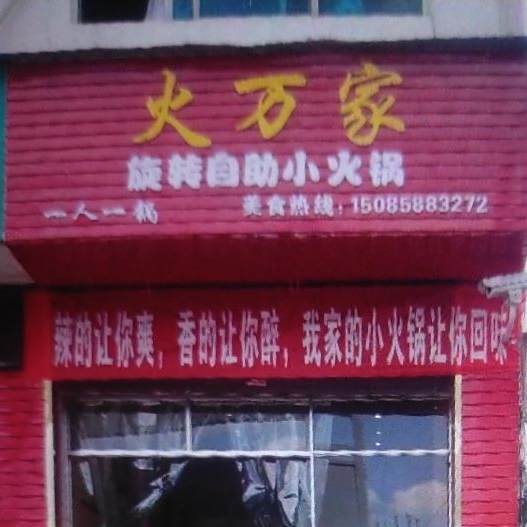 火万家
旋转自助小火锅
一人一锅 美食热线：15085883272
辣的让你爽，香的让你醉，我家的小火锅让你回味